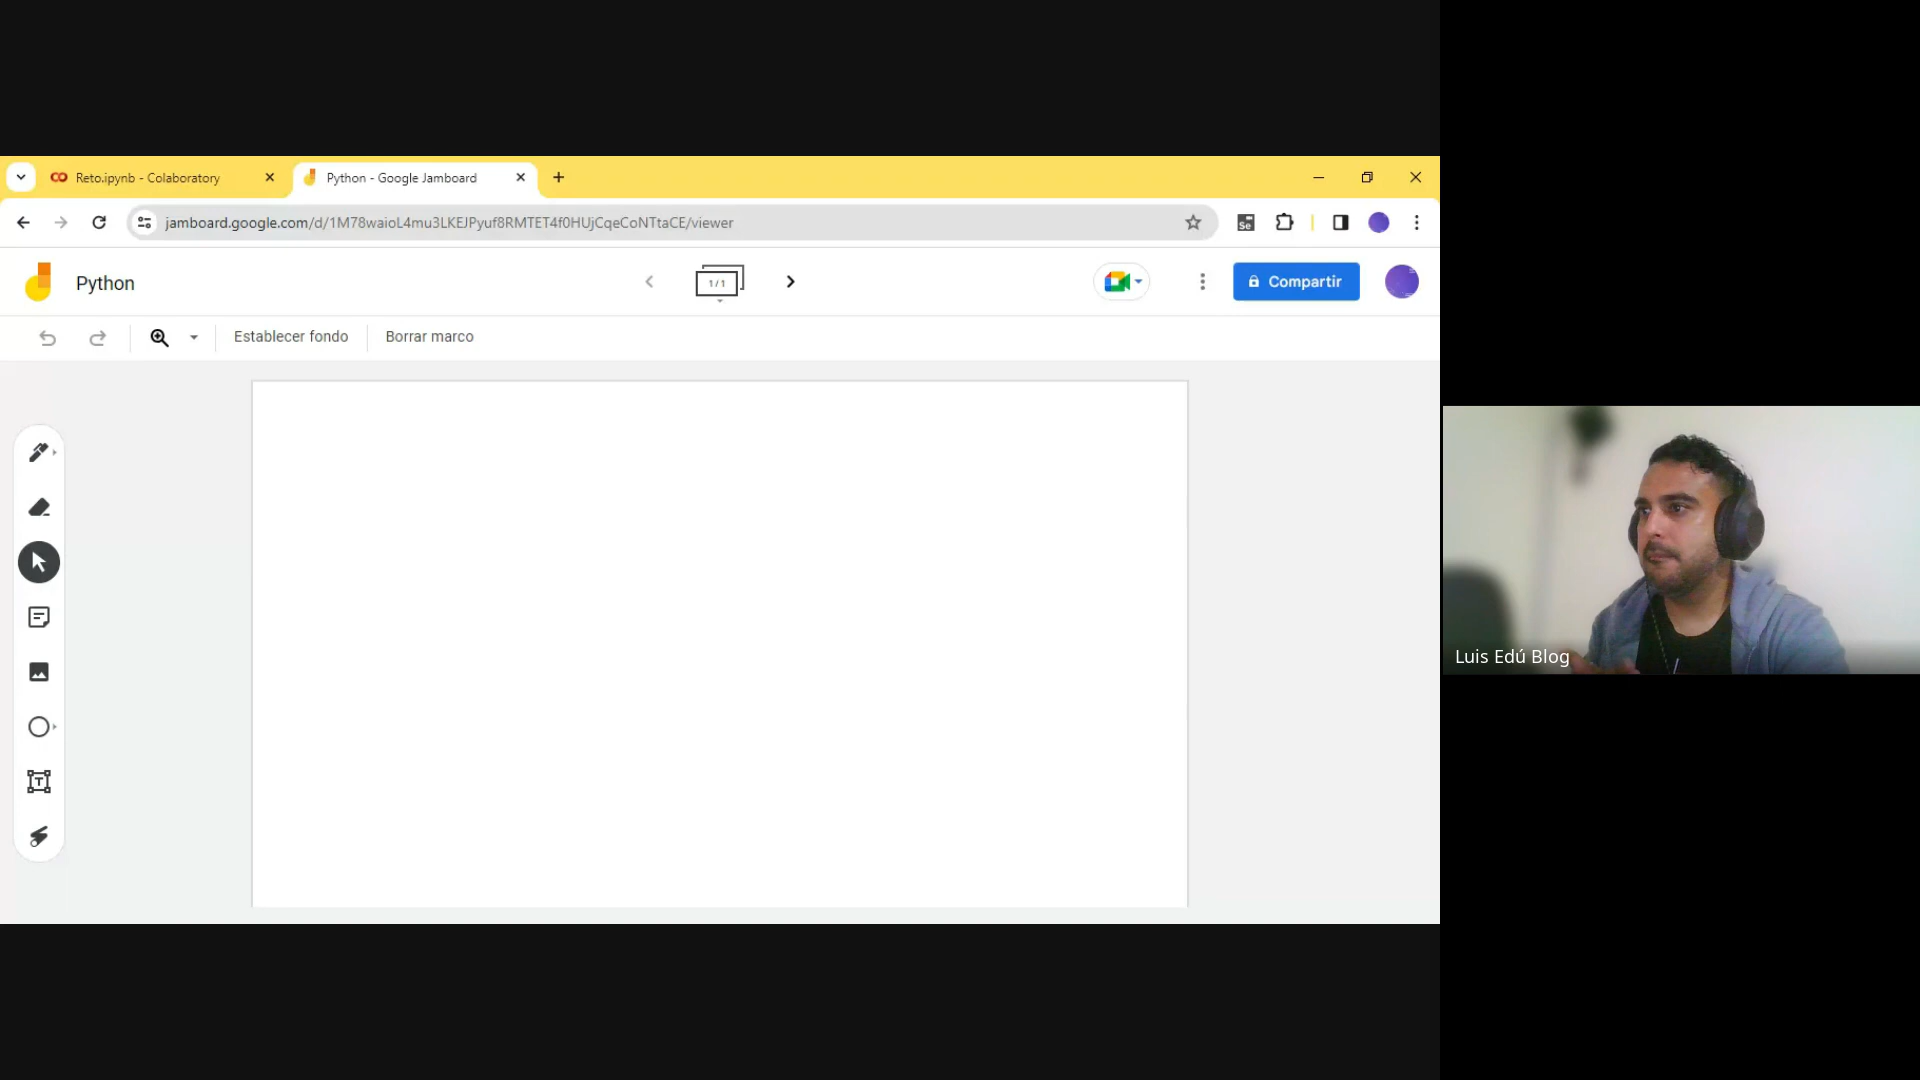 Reto.ipynb - Colaboratory
Python - Google Jamboard
jamboard.google.com/d/1M78waioL4mu3LKEJPyuf8RMTET4f0HUjCqeCoNTtaCE/viewer
Se
Python
1/1
Compartir
Establecer fondo
Borrar marco
Luis Edú Blog